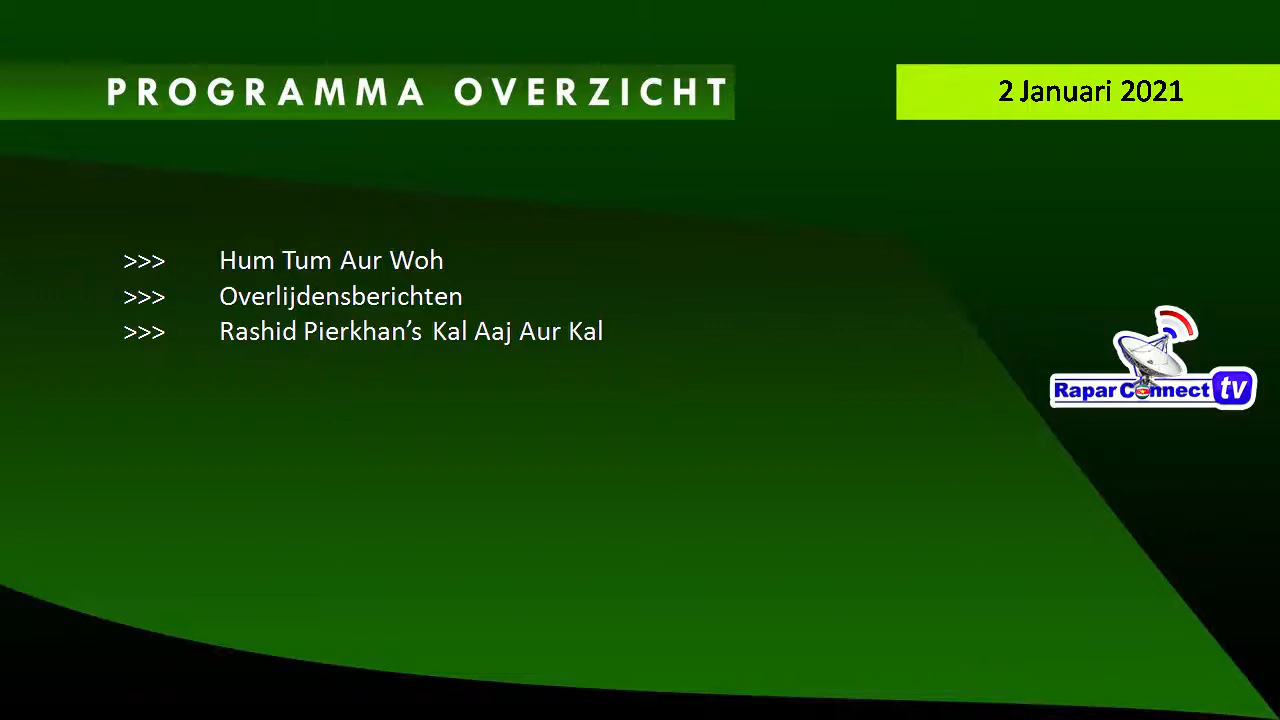 PROGRAMMA OVERZICHT
2 Januari 2021
>>> Hum Tum Aur Woh
>>> Overlijdensberichten
>>> Rashid Pierkhan’s Kal Aaj Aur Kal
Rapar Connect tv